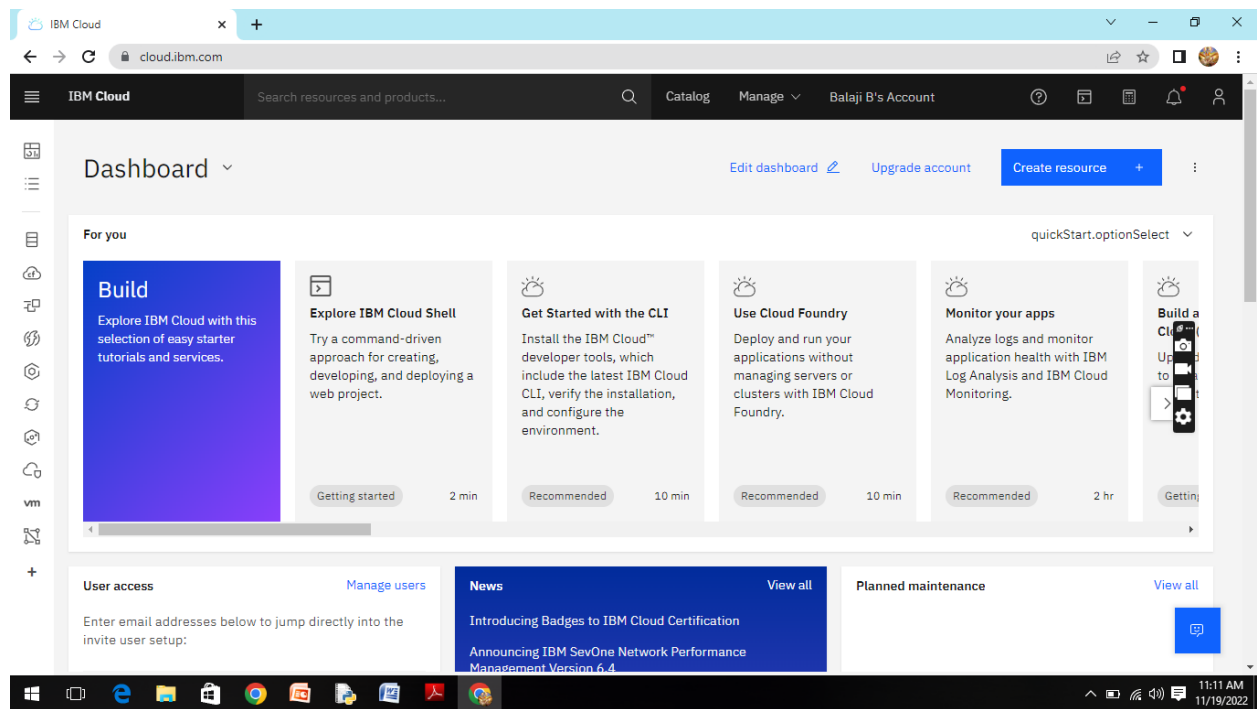 IBM Cloud
cloud.ibm.com
IBM Cloud
Search resources and products...
Catalog
Manage
Balaji B's Account
Dashboard
Edit dashboard
Upgrade account
Create resource +
For you
quickStart.optionSelect
Build
Explore IBM Cloud with this
selection of easy starter
tutorials and services.
Explore IBM Cloud Shell
Try a command-driven
approach for creating,
developing, and deploying a
web project.
Getting started
2 min
Get Started with the CLI
Install the IBM Cloud™
developer tools, which
include the latest IBM Cloud
CLI, verify the installation,
and configure the
environment.
Recommended
10 min
Use Cloud Foundry
Deploy and run your
applications without
managing servers or
clusters with IBM Cloud
Foundry.
Recommended
10 min
Monitor your apps
Analyze logs and monitor
application health with IBM
Log Analysis and IBM Cloud
Monitoring.
Recommended
2 hr
Build a
to
vm
User access
Manage users
Enter email addresses below to jump directly into the
invite user setup:
News
View all
Introducing Badges to IBM Cloud Certification
Announcing IBM SevOne Network Performance
Management Version 6.4
Planned maintenance
View all
11:11 AM
11/19/2022